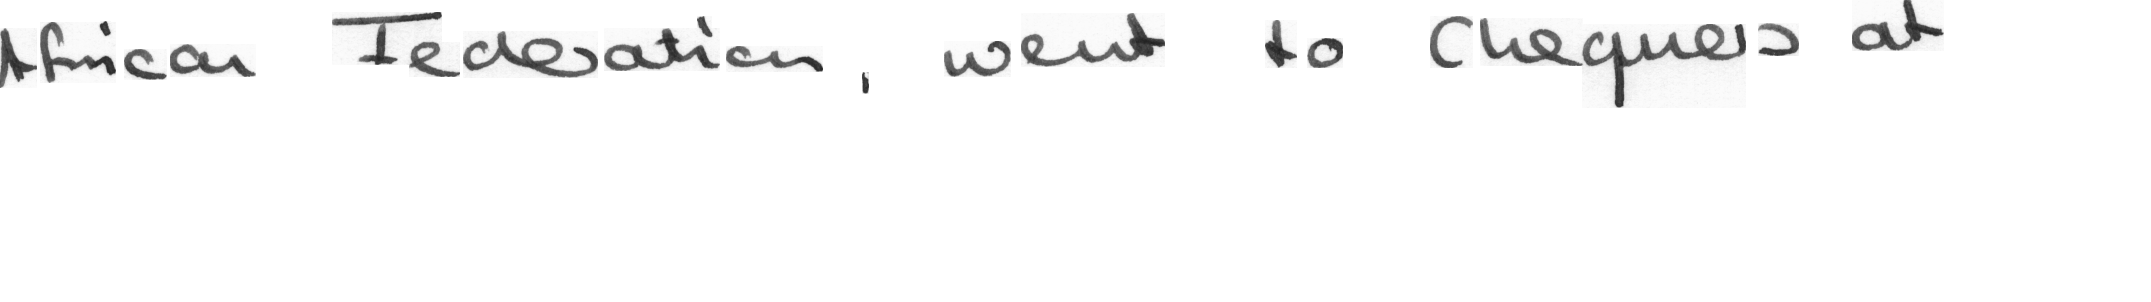 African Federation, went to Chequers at